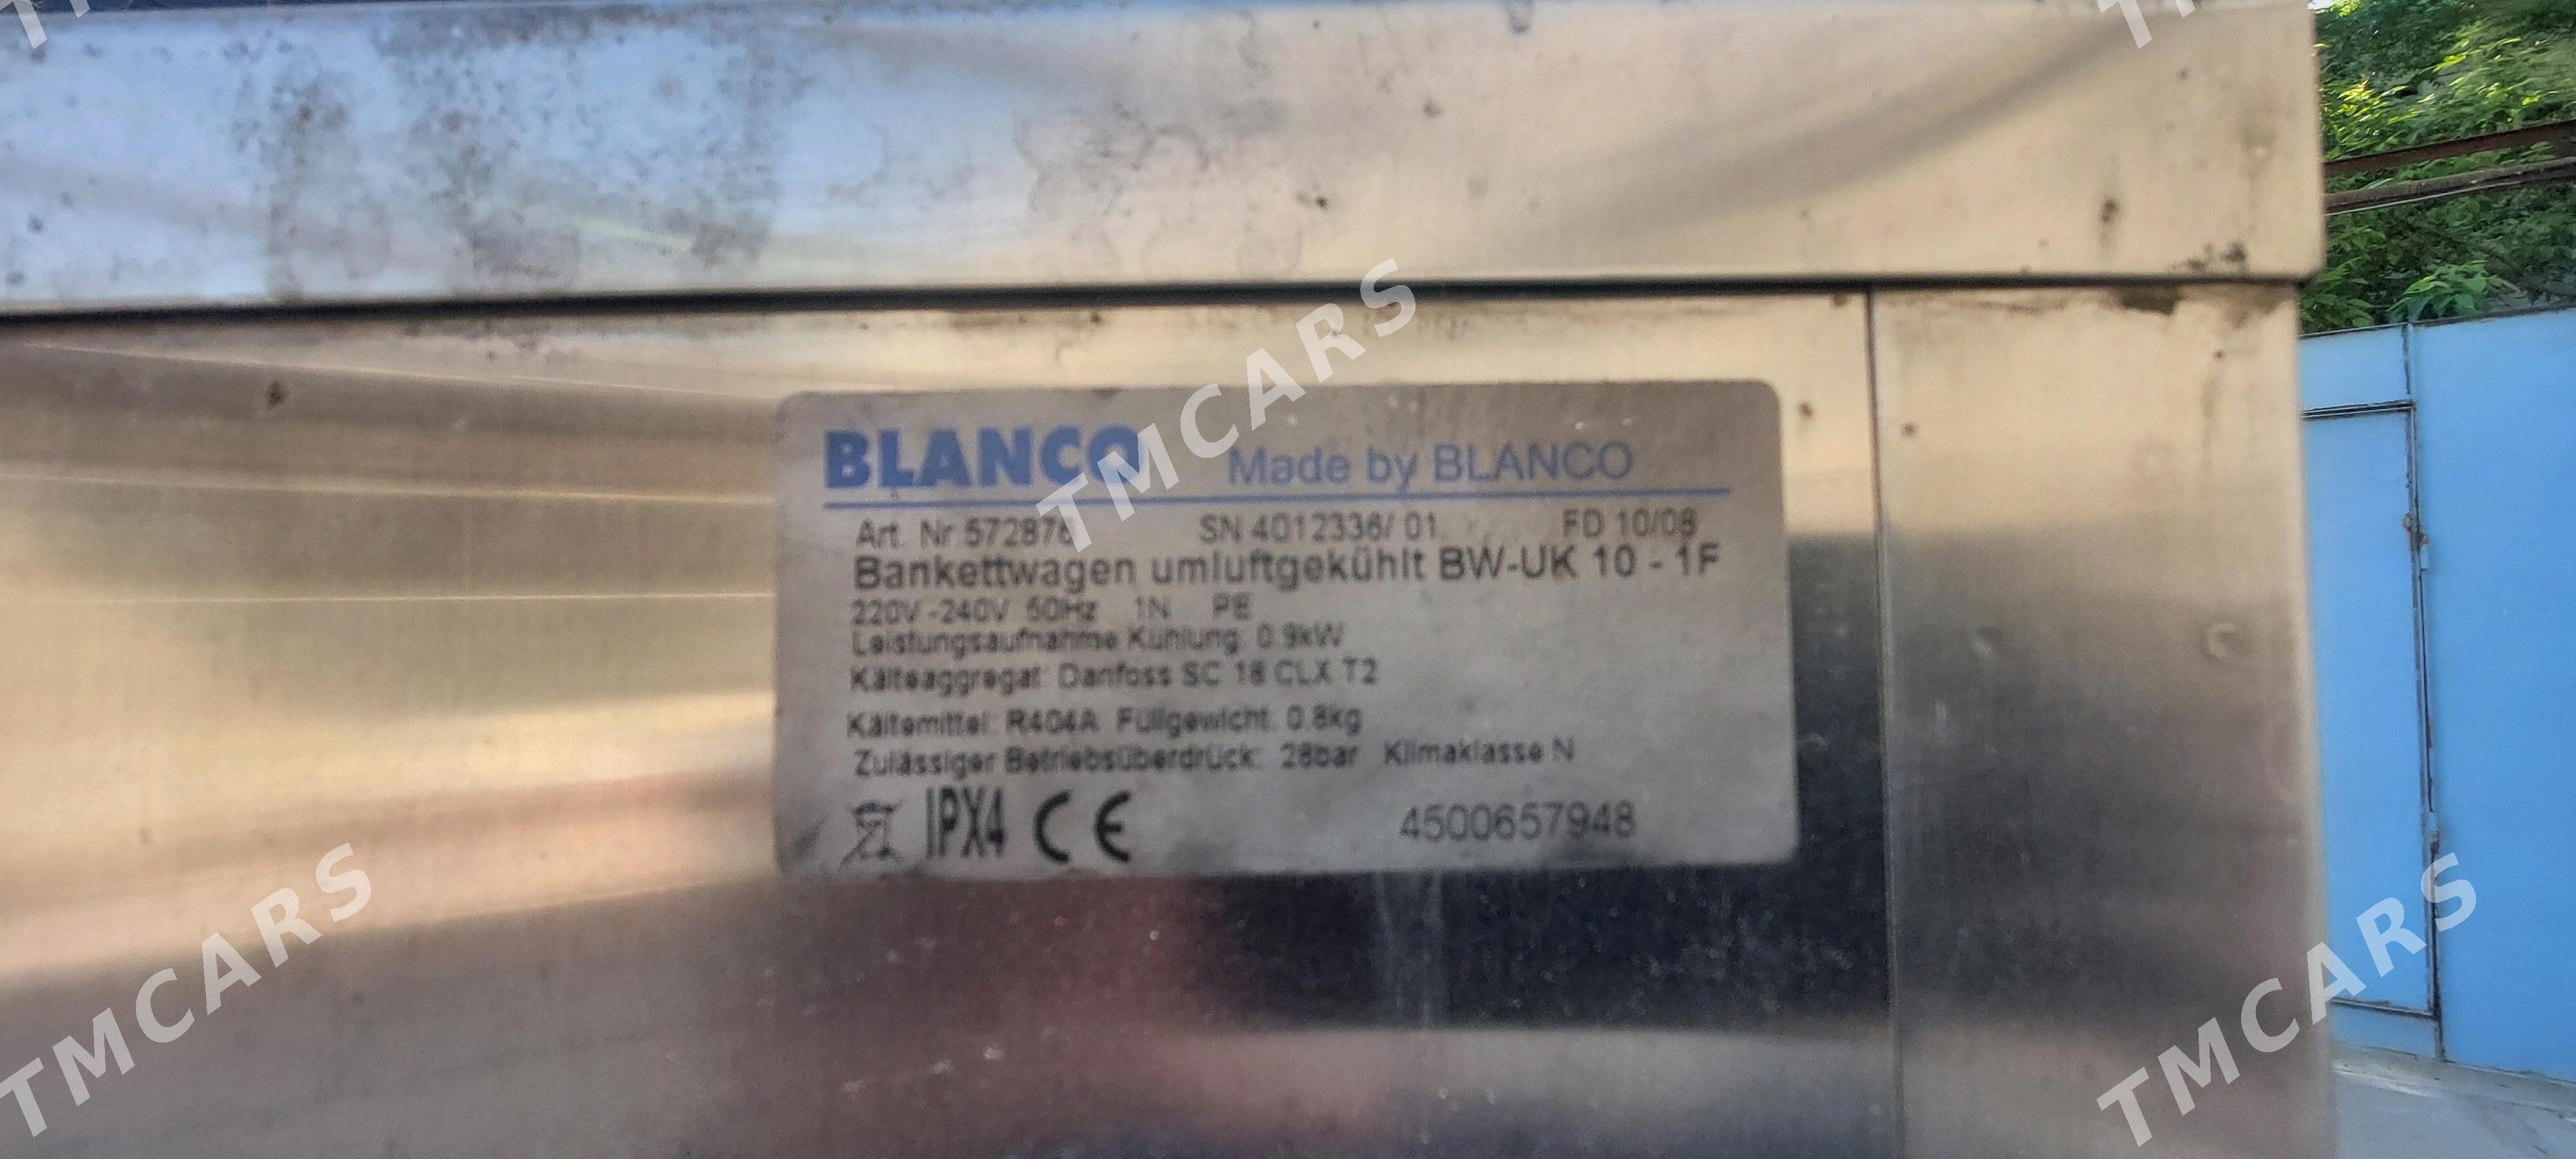 BLANCO Made by BLANCO
Art. Nr 572876 SN 4012336/ 01 FD 10/08
Bankettwagen umluftgekühlt BW-UK 10 - 1F
220V -240V 50Hz 1N PE
Leistungsaufnahme Kühlung: 0.9kW
Kälteaggregat: Danfoss SC 18 CLX T2
Kältemittel: R404A Füllgewicht: 0.8kg
Zulässiger Betriebsüberdrück: 28bar Klimaklasse N
IPX4 CE 4500657948
TMCARS
TMCARS
TMCARS